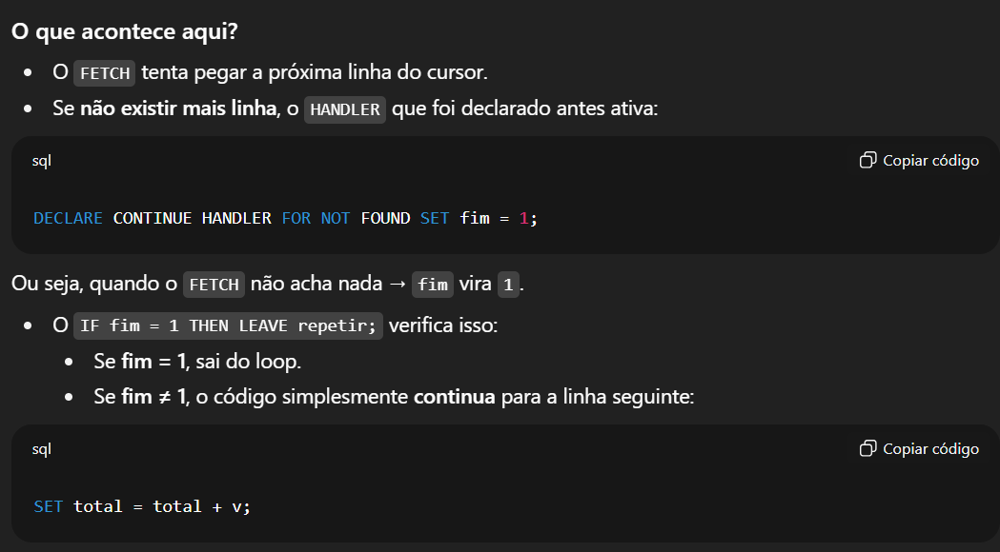 O que acontece aqui?
O FETCH tenta pegar a próxima linha do cursor.
Se não existir mais linha, o HANDLER que foi declarado antes ativa:
sql
Copiar código
DECLARE CONTINUE HANDLER FOR NOT FOUND SET fim = 1;
Ou seja, quando o FETCH não acha nada → fim vira 1.
O IF fim = 1 THEN LEAVE repetir; verifica isso:
Se fim = 1, sai do loop.
Se fim ≠ 1, o código simplesmente continua para a linha seguinte:
sql
Copiar código
SET total = total + v;